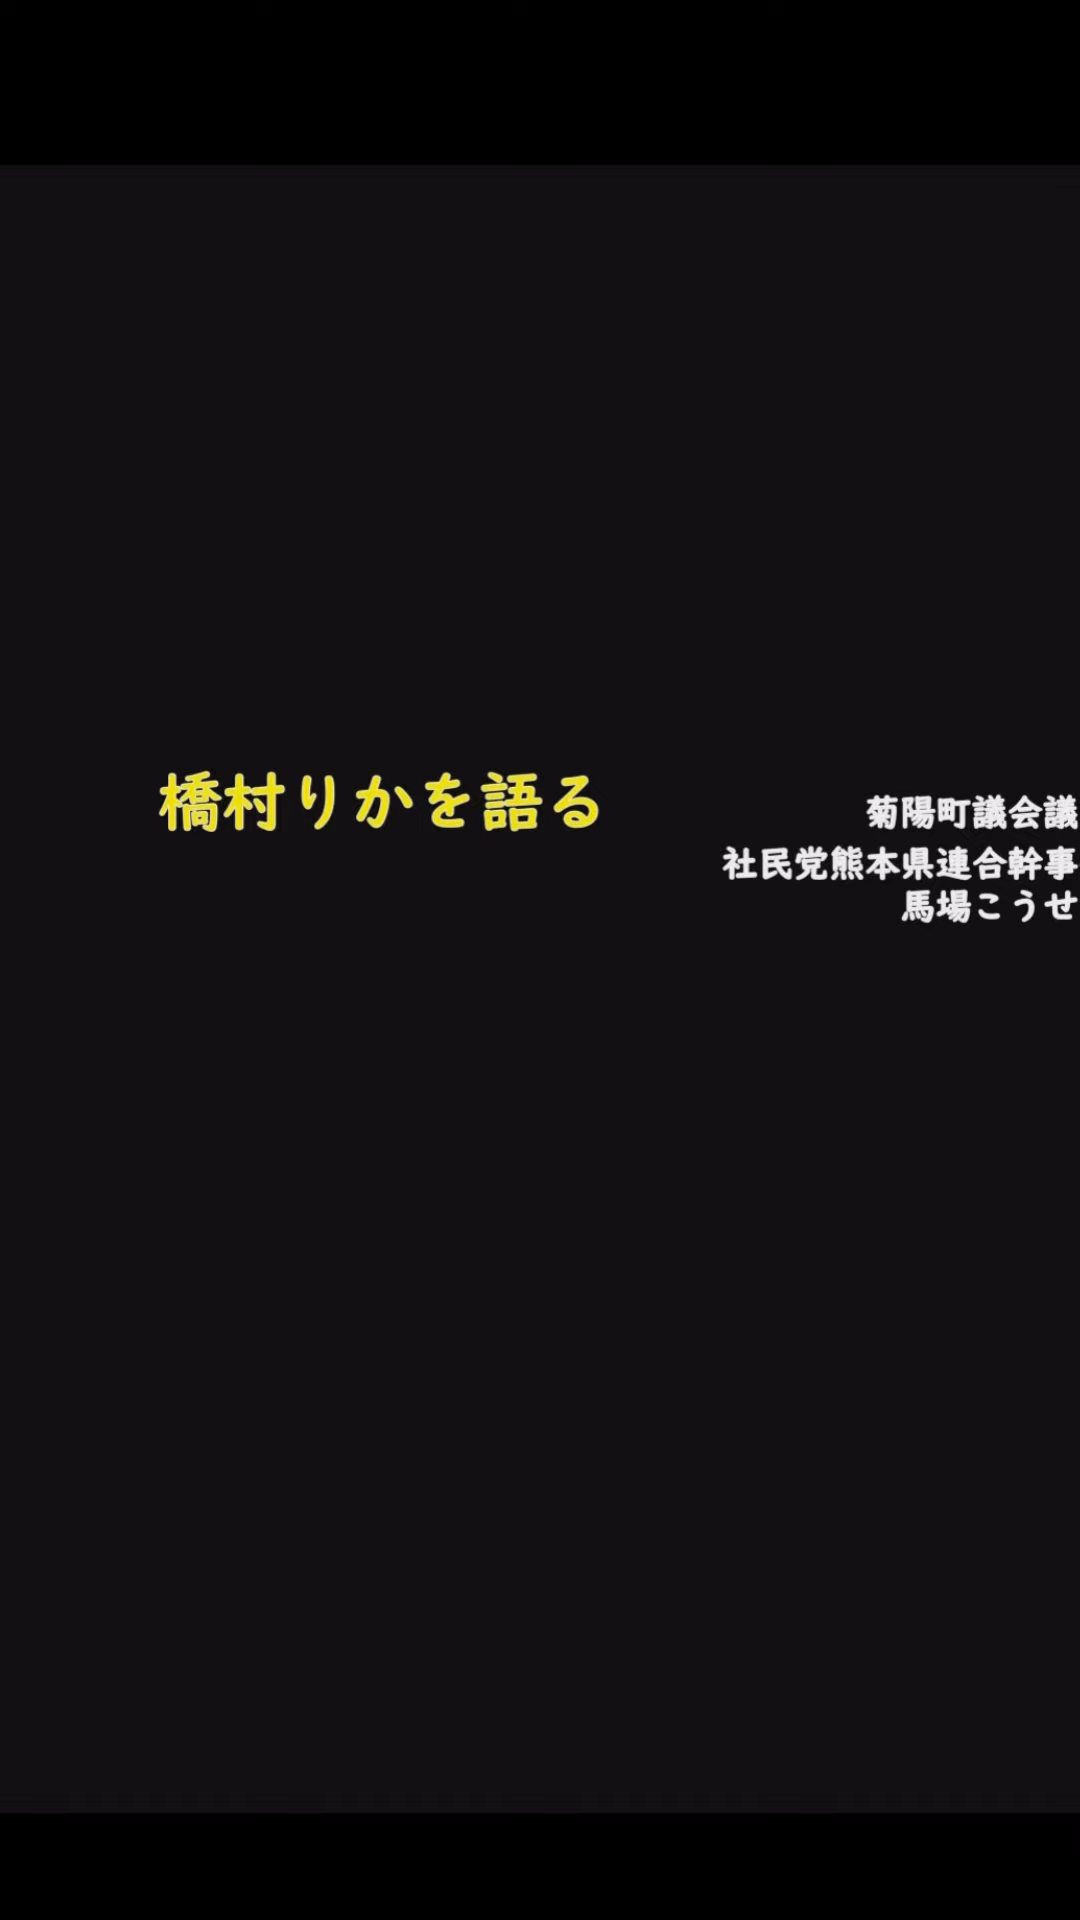 橋村りかを語る
菊陽町議会議
社民党熊本県連合幹事
馬場こうせ